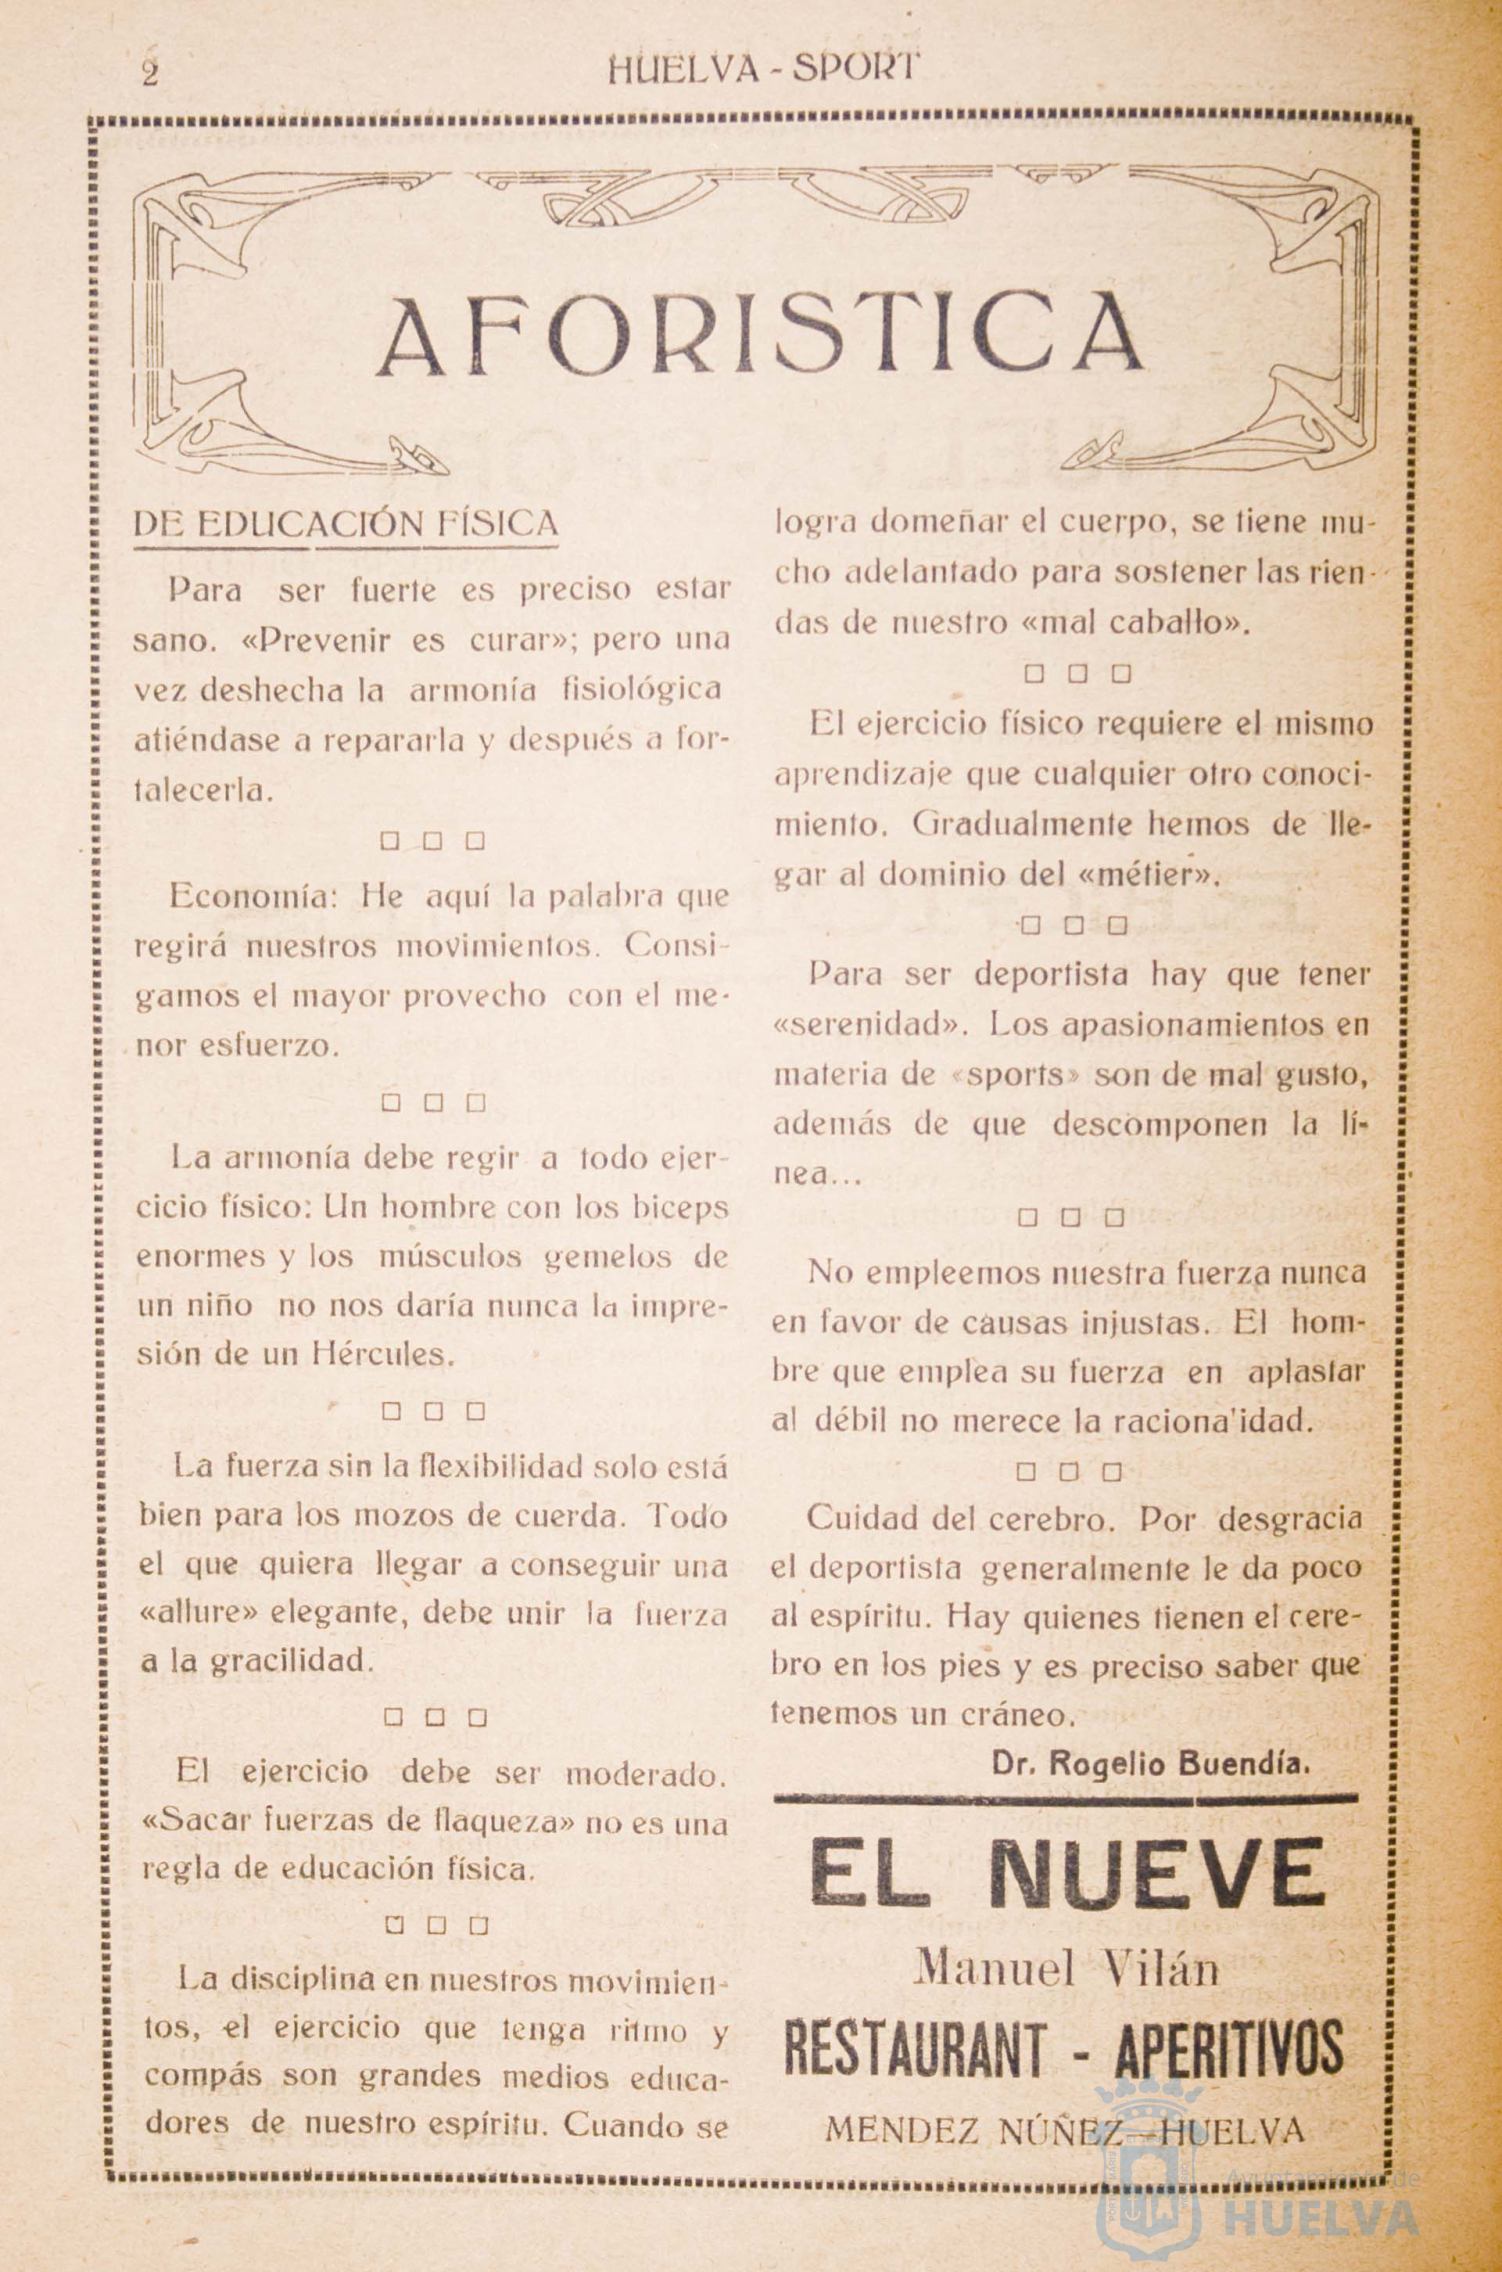 2
HUELVA - SPORT
AFORISTICA
DE EDUCACIÓN FÍSICA
Para ser fuerte es preciso estar
sano. «Prevenir es curar»; pero una
vez deshecha la armonía fisiológica
atiéndase a repararla y después a for-
talecerla.
Economía: He aquí la palabra que
regirá nuestros movimientos. Consi-
gamos el mayor provecho con el me-
nor esfuerzo.
La armonía debe regir a todo ejer-
cicio físico: Un hombre con los biceps
enormes y los músculos gemelos de
un niño no nos daría nunca la impre-
sión de un Hércules.
La fuerza sin la flexibilidad solo está
bien para los mozos de cuerda. Todo
el que quiera llegar a conseguir una
«allure» elegante, debe unir la fuerza
a la gracilidad.
El ejercicio debe ser moderado.
«Sacar fuerzas de flaqueza» no es una
regla de educación física.
La disciplina en nuestros movimien-
tos, el ejercicio que tenga ritmo y
compás son grandes medios educa-
dores de nuestro espíritu. Cuando se
logra domeñar el cuerpo, se tiene mu-
cho adelantado para sostener las rien-
das de nuestro «mal caballo».
El ejercicio físico requiere el mismo
aprendizaje que cualquier otro conoci-
miento. Gradualmente hemos de lle-
gar al dominio del «métier».
Para ser deportista hay que tener
«serenidad». Los apasionamientos en
materia de «sports» son de mal gusto,
además de que descomponen la lí-
nea...
No empleemos nuestra fuerza nunca
en favor de causas injustas. El hom-
bre que emplea su fuerza en aplastar
al débil no merece la raciona'idad.
Cuidad del cerebro. Por desgracia
el deportista generalmente le da poco
al espíritu. Hay quienes tienen el cere-
bro en los pies y es preciso saber que
tenemos un cráneo.
Dr. Rogelio Buendía.
EL NUEVE
Manuel Vilán
RESTAURANT - APERITIVOS
MENDEZ NÚÑEZ—HUELVA
Ayuntamiento de
HUELVA